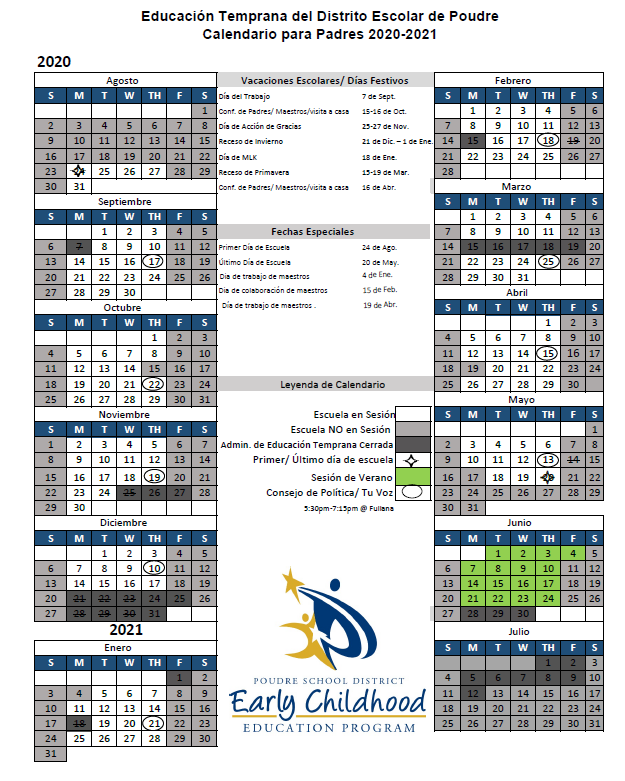 Educación Temprana del Distrito Escolar de Poudre
Calendario para Padres 2020-2021
2020
Agosto
S M T W TH F S
1
2 3 4 5 6 7 8
9 10 11 12 13 14 15
16 17 18 19 20 21 22
23 24 25 26 27 28 29
30 31
Septiembre
S M T W TH F S
1 2 3 4 5
6 7 8 9 10 11 12
13 14 15 16 17 18 19
20 21 22 23 24 25 26
27 28 29 30
Octubre
S M T W TH F S
1 2 3
4 5 6 7 8 9 10
11 12 13 14 15 16 17
18 19 20 21 22 23 24
25 26 27 28 29 30 31
Noviembre
S M T W TH F S
1 2 3 4 5 6 7
8 9 10 11 12 13 14
15 16 17 18 19 20 21
22 23 24 25 26 27 28
29 30
Diciembre
S M T W TH F S
1 2 3 4 5
6 7 8 9 10 11 12
13 14 15 16 17 18 19
20 21 22 23 24 25 26
27 28 29 30 31
2021
Enero
S M T W TH F S
1 2
3 4 5 6 7 8 9
10 11 12 13 14 15 16
17 18 19 20 21 22 23
24 25 26 27 28 29 30
31
Vacaciones Escolares/ Días Festivos
Día del Trabajo 7 de Sept.
Conf. de Padres/ Maestros/visita a casa 15-16 de Oct.
Día de Acción de Gracias 25-27 de Nov.
Receso de Invierno 21 de Dic. – 1 de Ene.
Día de MLK 18 de Ene.
Receso de Primavera 15-19 de Mar.
Conf. de Padres/ Maestros/visita a casa 16 de Abr.
Fechas Especiales
Primer Día de Escuela 24 de Ago.
Último Día de Escuela 20 de May.
Dia de trabajo de maestros 4 de Ene.
Dia de colaboración de maestros 15 de Feb.
Día de trabajo de maestros . 19 de Abr.
Leyenda de Calendario
Escuela en Sesión
Escuela NO en Sesión
Admin. de Educación Temprana Cerrada
Primer/ Último día de escuela
Sesión de Verano
Consejo de Política/ Tu Voz
5:30pm-7:15pm @ Fullana
POUDRE SCHOOL DISTRICT
Early Childhood
EDUCATION PROGRAM
Febrero
S M T W TH F S
1 2 3 4 5 6
7 8 9 10 11 12 13
14 15 16 17 18 19 20
21 22 23 24 25 26 27
28
Marzo
S M T W TH F S
1 2 3 4 5 6
7 8 9 10 11 12 13
14 15 16 17 18 19 20
21 22 23 24 25 26 27
28 29 30 31
Abril
S M T W TH F S
1 2 3
4 5 6 7 8 9 10
11 12 13 14 15 16 17
18 19 20 21 22 23 24
25 26 27 28 29 30
Mayo
S M T W TH F S
1
2 3 4 5 6 7 8
9 10 11 12 13 14 15
16 17 18 19 20 21 22
23 24 25 26 27 28 29
30 31
Junio
S M T W TH F S
1 2 3 4 5
6 7 8 9 10 11 12
13 14 15 16 17 18 19
20 21 22 23 24 25 26
27 28 29 30
Julio
S M T W TH F S
1 2 3
4 5 6 7 8 9 10
11 12 13 14 15 16 17
18 19 20 21 22 23 24
25 26 27 28 29 30 31